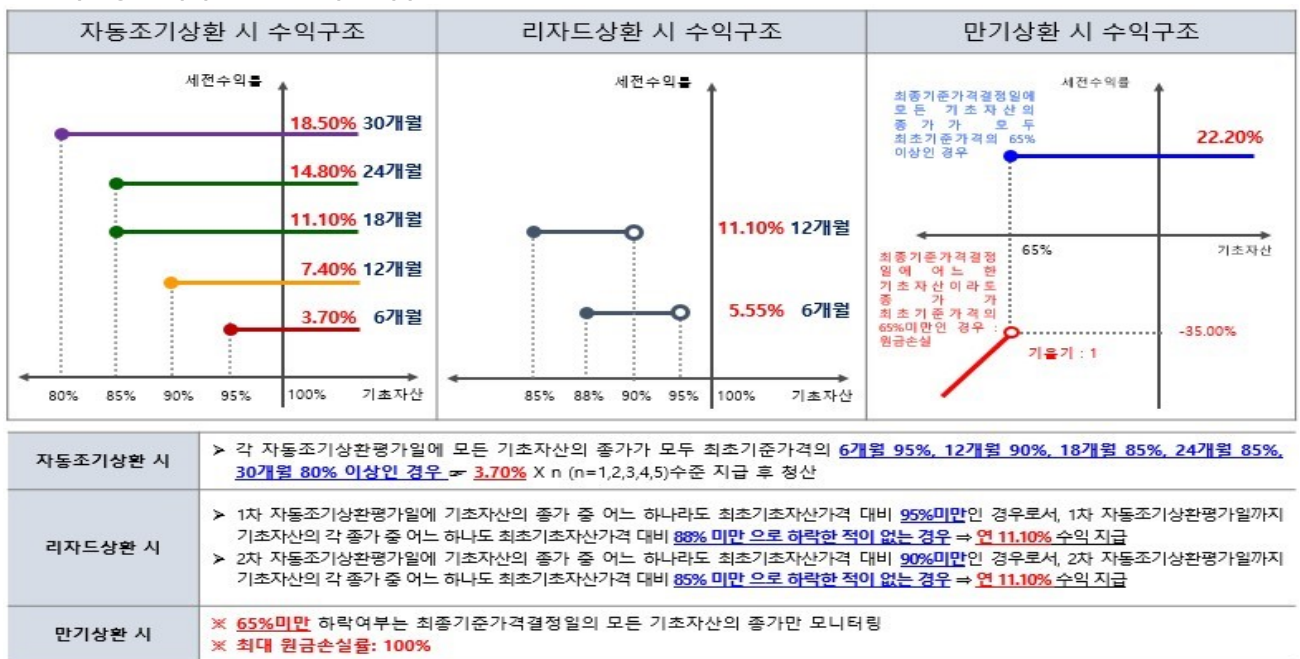 자동조기상환 시 수익구조
리자드상환 시 수익구조
만기상환 시 수익구조
세전수익률
18.50% 30개월
14.80% 24개월
11.10% 18개월
7.40% 12개월
3.70% 6개월
80% 85% 90% 95% 100% 기초자산
세전수익률
11.10% 12개월
5.55% 6개월
85% 88% 90% 95% 100% 기초자산
세전수익률
최종기준가격결정일에
모든 기초자산의
종가가 모두
최초기준가격의 65%
이상인 경우
22.20%
65%
기초자산
최종기준가격결정
일에 어느 한
기초자산이라도
종가가
최초기준가격의
65%미만인 경우 :
원금손실
-35.00%
기울기 : 1
자동조기상환 시
➢ 각 자동조기상환평가일에 모든 기초자산의 종가가 모두 최초기준가격의 6개월 95%, 12개월 90%, 18개월 85%, 24개월 85%,
30개월 80% 이상인 경우 ☞ 3.70% X n (n=1,2,3,4,5)수준 지급 후 청산
리자드상환 시
➢ 1차 자동조기상환평가일에 기초자산의 종가 중 어느 하나라도 최초기초자산가격 대비 95%미만인 경우로서, 1차 자동조기상환평가일까지
기초자산의 각 종가 중 어느 하나도 최초기초자산가격 대비 88% 미만 으로 하락한 적이 없는 경우 ⇒ 연 11.10% 수익 지급
➢ 2차 자동조기상환평가일에 기초자산의 종가 중 어느 하나라도 최초기초자산가격 대비 90%미만인 경우로서, 2차 자동조기상환평가일까지
기초자산의 각 종가 중 어느 하나도 최초기초자산가격 대비 85% 미만 으로 하락한 적이 없는 경우 ⇒ 연 11.10% 수익 지급
만기상환 시
※ 65%미만 하락여부는 최종기준가격결정일의 모든 기초자산의 종가만 모니터링
※ 최대 원금손실률: 100%